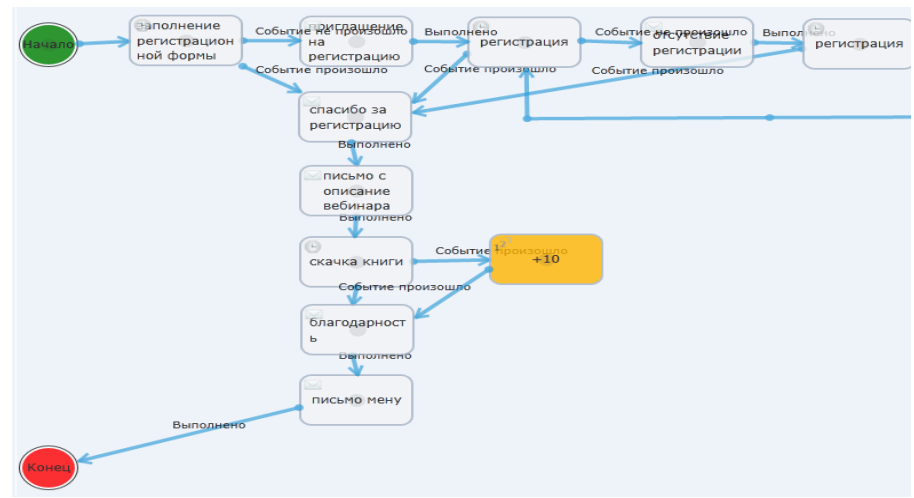 Начало
заполнение
регистрацион
ной формы
Событие не произошло
приглашение
на
регистрацию
Выполнено
регистрация
Событие не произошло
отсутствие
регистрации
Выполнено
регистрация
Событие произошло
Событие произошло
Событие произошло
спасибо за
регистрацию
Выполнено
письмо с
описание
вебинара
Выполнено
скачка книги
Событие произошло
12
+10
Событие произошло
благодарност
ь
Выполнено
письмо мену
Выполнено
Конец